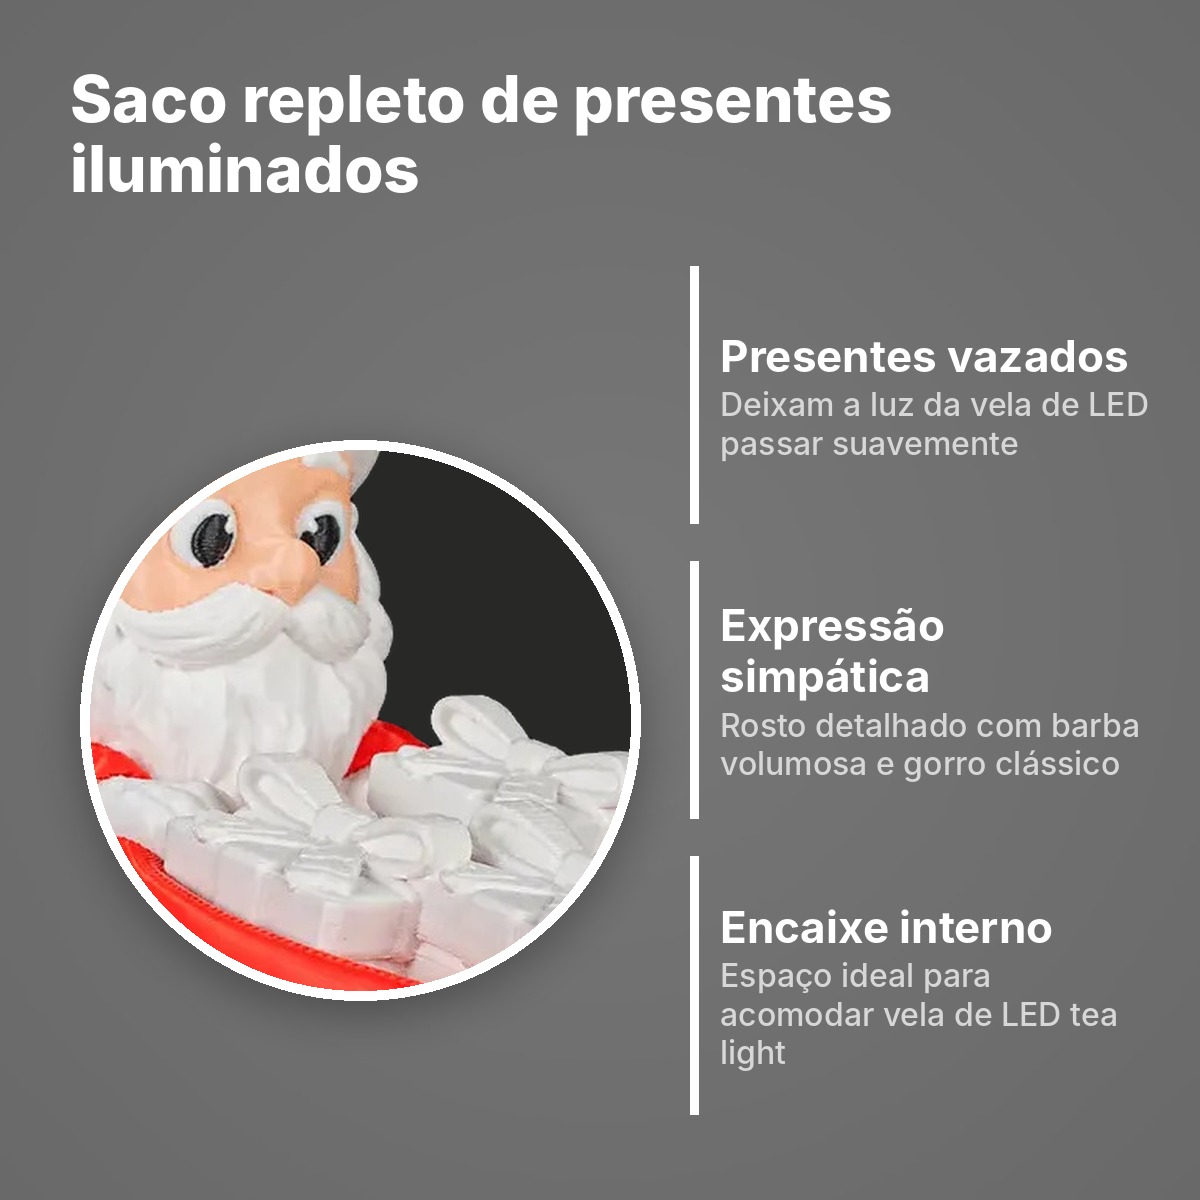 Saco repleto de presentes
iluminados
Presentes vazados
Deixam a luz da vela de LED
passar suavemente
Expressão
simpática
Rosto detalhado com barba
volumosa e gorro clássico
Encaixe interno
Espaço ideal para
acomodar vela de LED tea
light